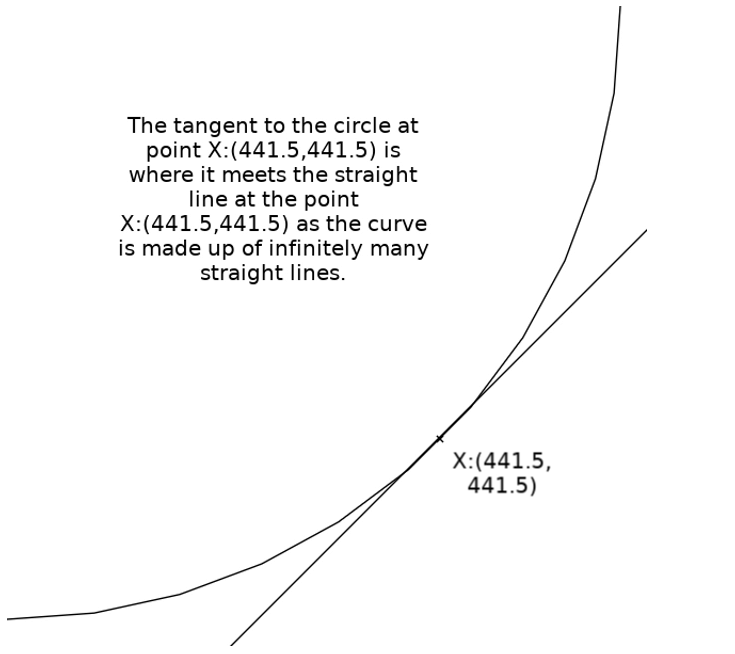 The tangent to the circle at
point X:(441.5,441.5) is
where it meets the straight
line at the point
X:(441.5,441.5) as the curve
is made up of infinitely many
straight lines.
X:(441.5,
441.5)